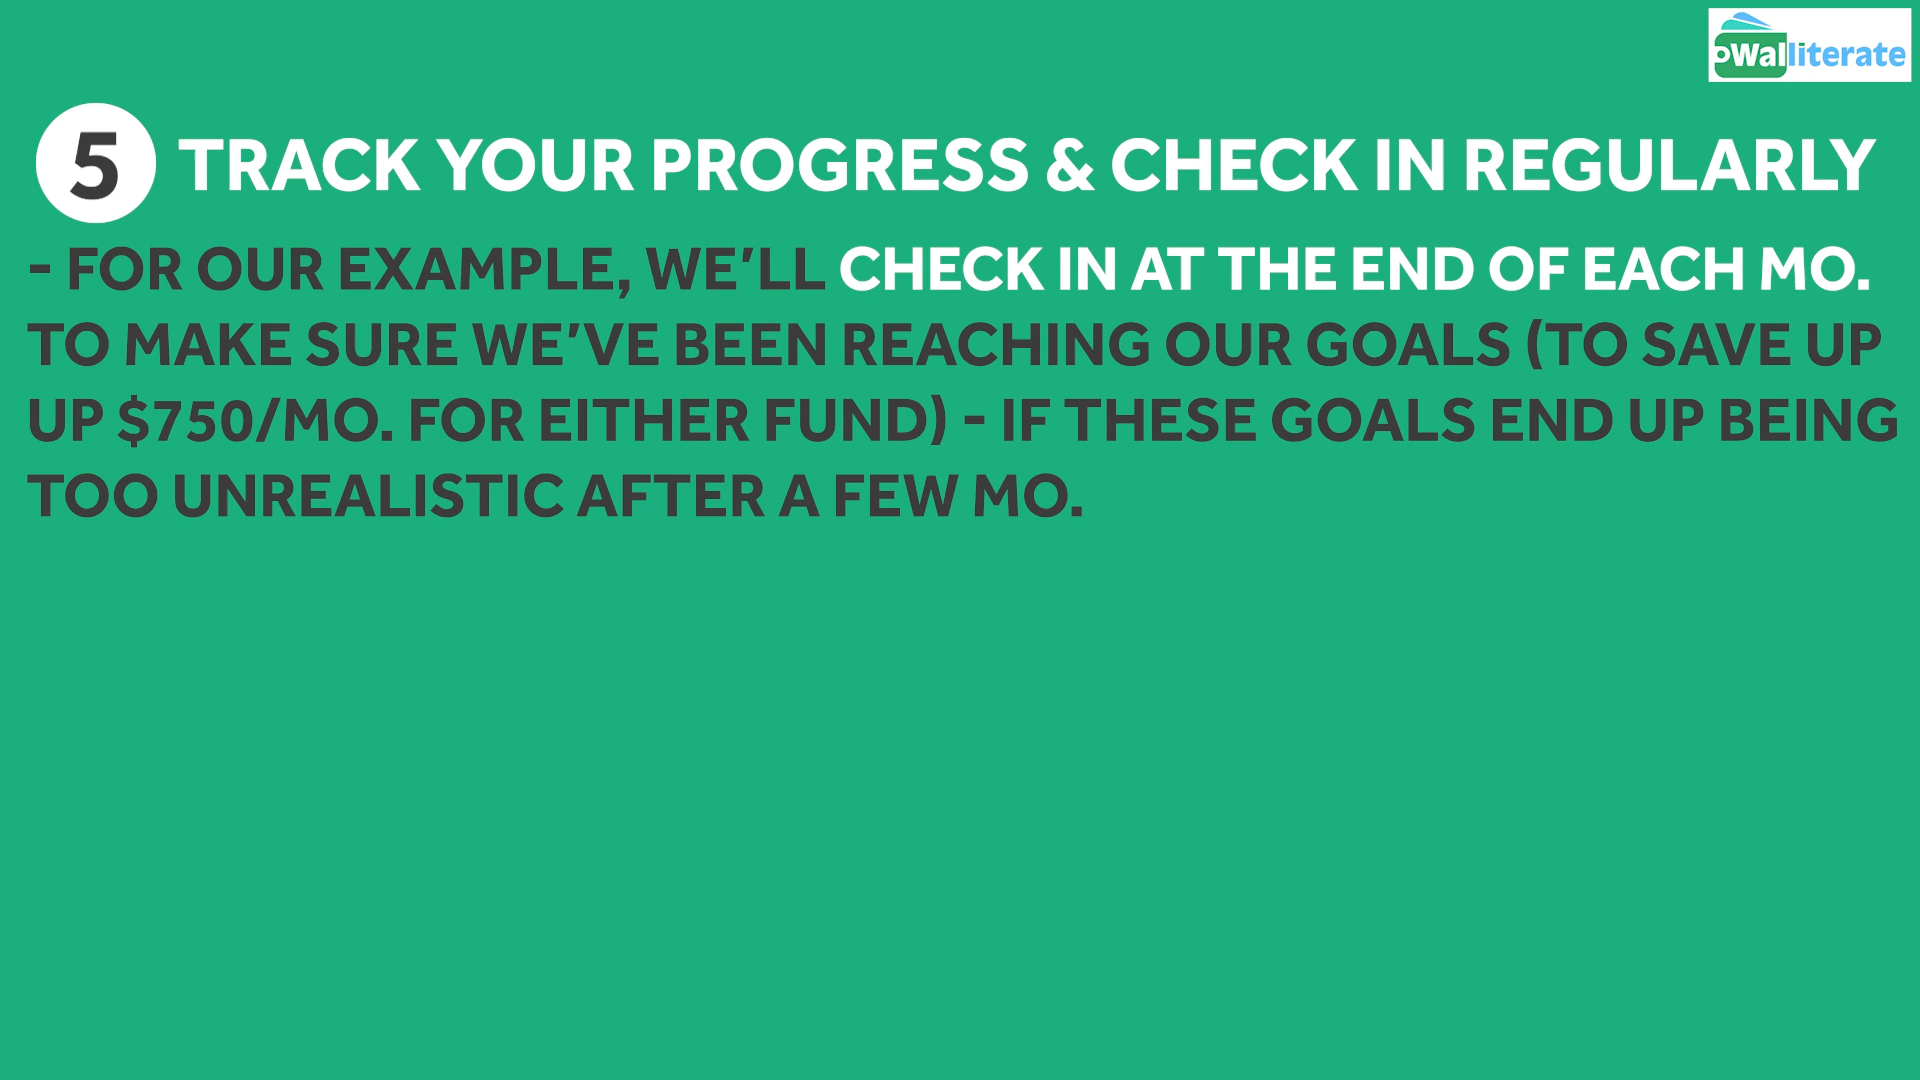 oWalliterate
5 TRACK YOUR PROGRESS & CHECK IN REGULARLY
- FOR OUR EXAMPLE, WE'LL CHECK IN AT THE END OF EACH MO.
TO MAKE SURE WE'VE BEEN REACHING OUR GOALS (TO SAVE UP
UP $750/MO. FOR EITHER FUND) - IF THESE GOALS END UP BEING
TOO UNREALISTIC AFTER A FEW MO.